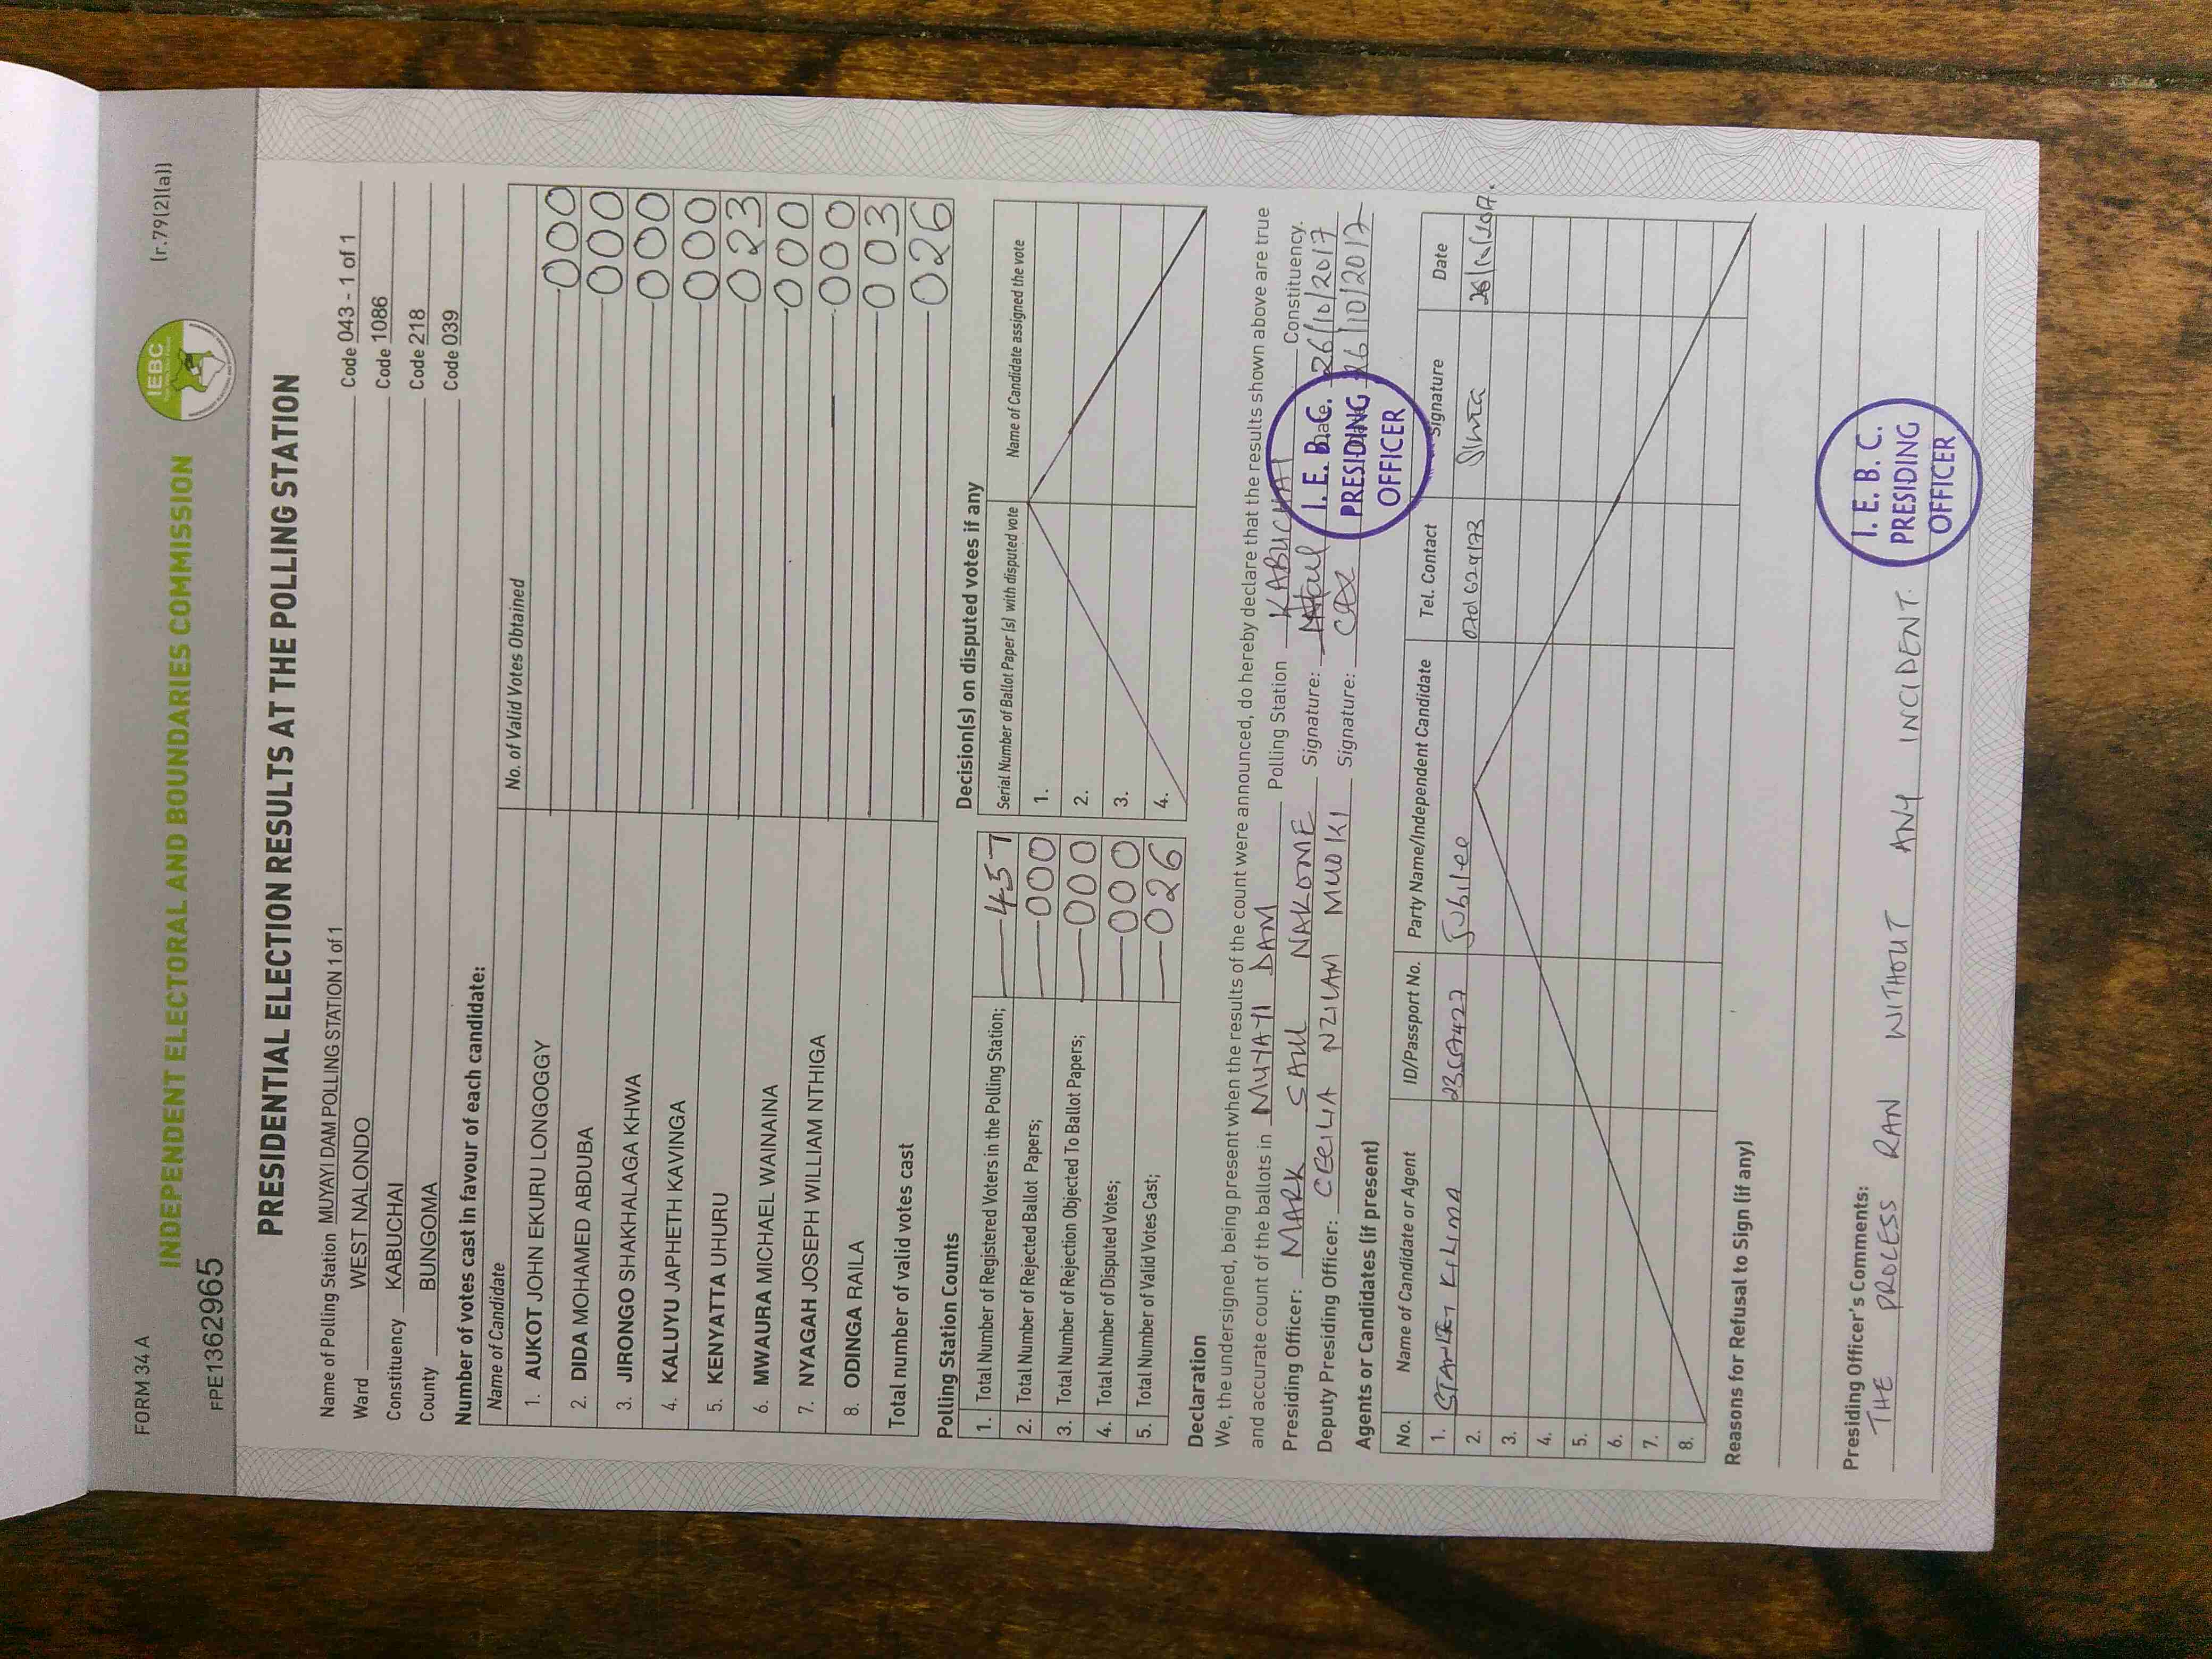 FORM 34 A
(r.79(2)(a))
IEBC
INDEPENDENT ELECTORAL AND BOUNDARIES COMMISSION
FPE1362965
PRESIDENTIAL ELECTION RESULTS AT THE POLLING STATION
Name of Polling Station MUYAYI DAM POLLING STATION 1 of 1 Code 043 - 1 of 1
Ward WEST NALONDO Code 1086
Constituency KABUCHAI Code 218
County BUNGOMA Code 039
Number of votes cast in favour of each candidate:
Name of Candidate No. of Valid Votes Obtained
1. AUKOT JOHN EKURU LONGOGGY 000
2. DIDA MOHAMED ABDUBA 000
3. JIRONGO SHAKHALAGA KHWA 000
4. KALUYU JAPHETH KAVINGA 000
5. KENYATTA UHURU 023
6. MWAURA MICHAEL WAINAINA 000
7. NYAGAH JOSEPH WILLIAM NTHIGA 000
8. ODINGA RAILA 003
Total number of valid votes cast 026
Polling Station Counts
1. Total Number of Registered Voters in the Polling Station; 457
2. Total Number of Rejected Ballot Papers; 000
3. Total Number of Rejection Objected To Ballot Papers; 000
4. Total Number of Disputed Votes; 000
5. Total Number of Valid Votes Cast; 026
Decision(s) on disputed votes if any
Serial Number of Ballot Paper (s) with disputed vote Name of Candidate assigned the vote
1.
2.
3.
4.
Declaration
We, the undersigned, being present when the results of the count were announced, do hereby declare that the results shown above are true
and accurate count of the ballots in MUYAYI DAM Polling Station KABUCHAI Constituency.
Presiding Officer: MARK SAUL NAKOME Signature: Date 26/10/2017
Deputy Presiding Officer: CECILIA NZILANI MWOKI Signature: 26/10/2017
I. E. B. C.
PRESIDING
OFFICER
Agents or Candidates (if present)
No. Name of Candidate or Agent ID/Passport No. Party Name/Independent Candidate Tel. Contact Signature Date
1. STANLEY KILIMA Jubilee
2.
3.
4.
5.
6.
7.
8.
Reasons for Refusal to Sign (if any)
Presiding Officer's Comments:
THE PROCESS RAN WITHOUT ANY INCIDENT.
I. E. B. C.
PRESIDING
OFFICER